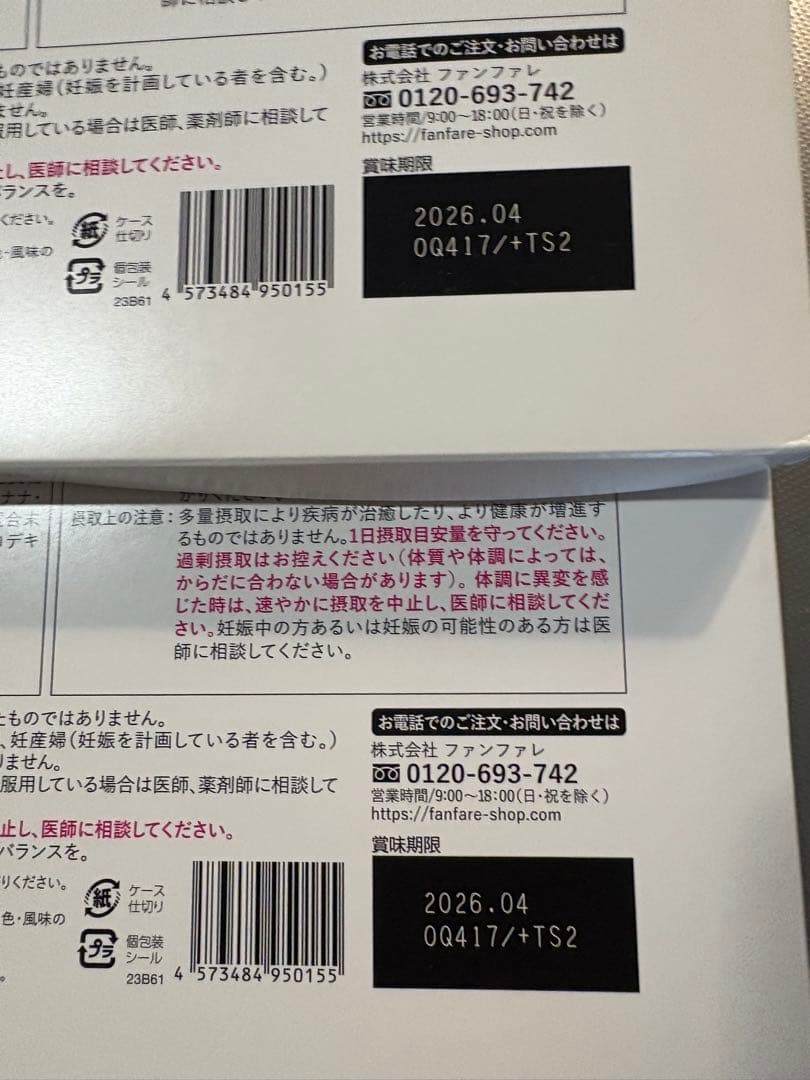 師に相談し
ものではありません。
妊産婦(妊娠を計画している者を含む。)
ません。
服用している場合は医師、薬剤師に相談して
し、医師に相談してください。
バランスを。
ください。
・風味の
紙
ケース
仕切り
プラ
個包装
シール
23B61
4 573484 950155
お電話でのご注文・お問い合わせは
株式会社 ファンファレ
0120-693-742
営業時間/9:00~18:00(日・祝を除く)
https://fanfare-shop.com
賞味期限
2026.04
0Q417/+TS2
ナナ・
合末
デキ
摂取上の注意:多量摂取により疾病が治癒したり、より健康が増進す
るものではありません。1日摂取目安量を守ってください。
過剰摂取はお控えください(体質や体調によっては、
からだに合わない場合があります)。体調に異変を感
じた時は、速やかに摂取を中止し、医師に相談してくだ
さい。妊娠中の方あるいは妊娠の可能性のある方は医
師に相談してください。
たものではありません。
、妊産婦(妊娠を計画している者を含む。)
りません。
服用している場合は医師、薬剤師に相談して
止し、医師に相談してください。
バランスを。
りください。
色・風味の
。
紙
ケース
仕切り
プラ
個包装
シール
23B61
4 573484 950155
お電話でのご注文・お問い合わせは
株式会社 ファンファレ
0120-693-742
営業時間/9:00~18:00(日・祝を除く)
https://fanfare-shop.com
賞味期限
2026.04
0Q417/+TS2